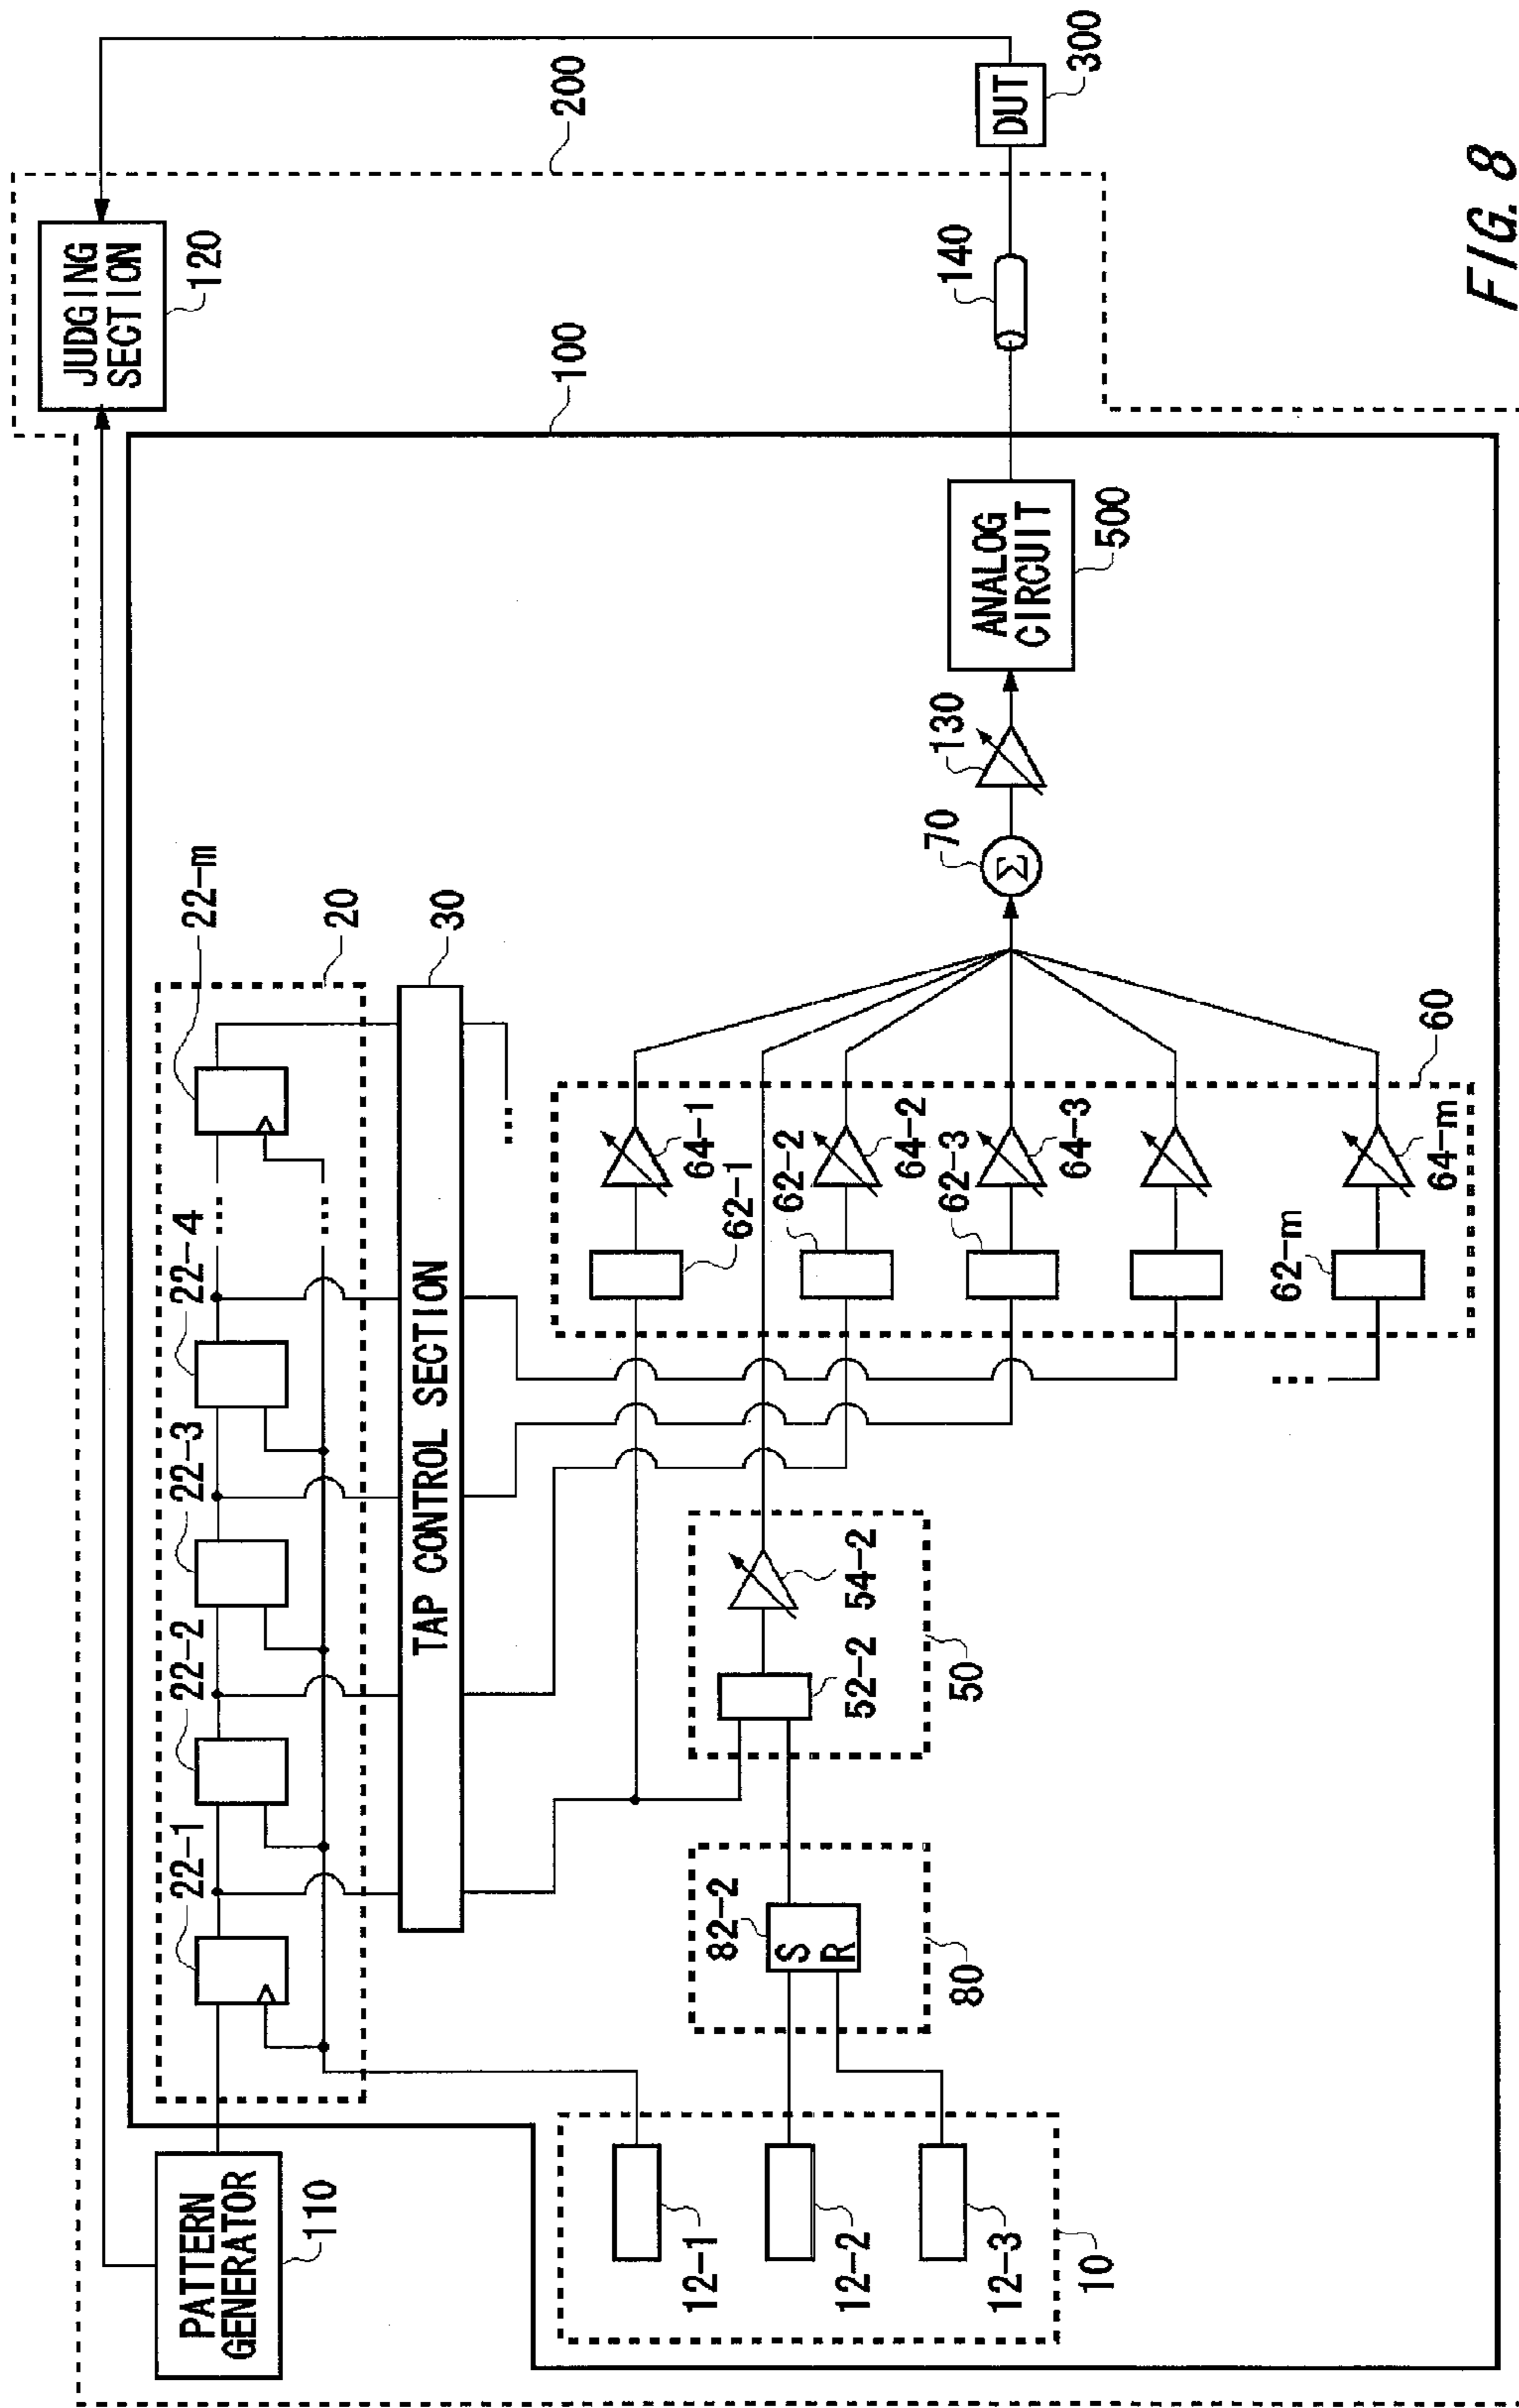 JUDGING
SECTION
120
200
PATTERN
GENERATOR
110
100
22-1
22-2
22-3
22-4
22-m
20
TAP CONTROL SECTION
30
12-1
12-2
12-3
10
82-2
S
R
80
52-2
54-2
50
62-1
64-1
62-2
64-2
62-3
64-3
62-m
64-m
60
70
Σ
130
ANALOG
CIRCUIT
500
140
DUT
300
FIG. 8